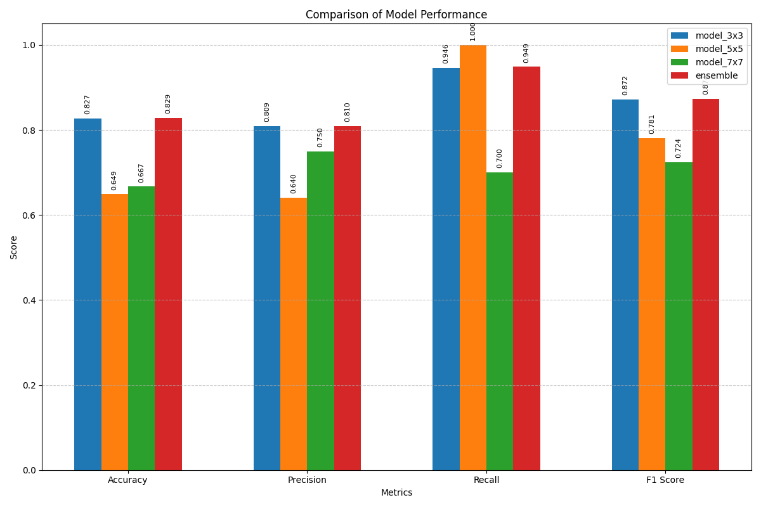 Comparison of Model Performance
model_3x3
model_5x5
model_7x7
ensemble
1.0
0.8
0.6
0.4
0.2
0.0
Score
0.827
0.649
0.667
0.829
0.809
0.640
0.750
0.810
0.946
1.000
0.700
0.949
0.872
0.781
0.724
Accuracy
Precision
Recall
F1 Score
Metrics